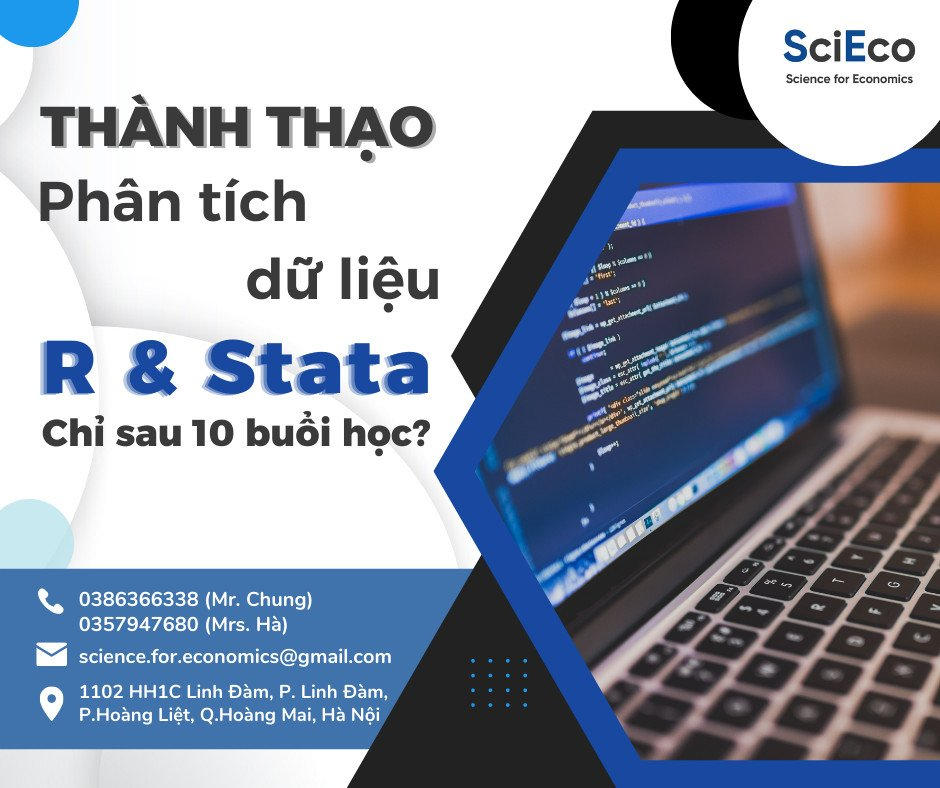 SciEco
Science for Economics
THÀNH THẠO
Phân tích
dữ liệu
R & Stata
Chỉ sau 10 buổi học?
0386366338 (Mr. Chung)
0357947680 (Mrs. Hà)
science.for.economics@gmail.com
1102 HH1C Linh Đàm, P. Linh Đàm,
P.Hoàng Liệt, Q.Hoàng Mai, Hà Nội